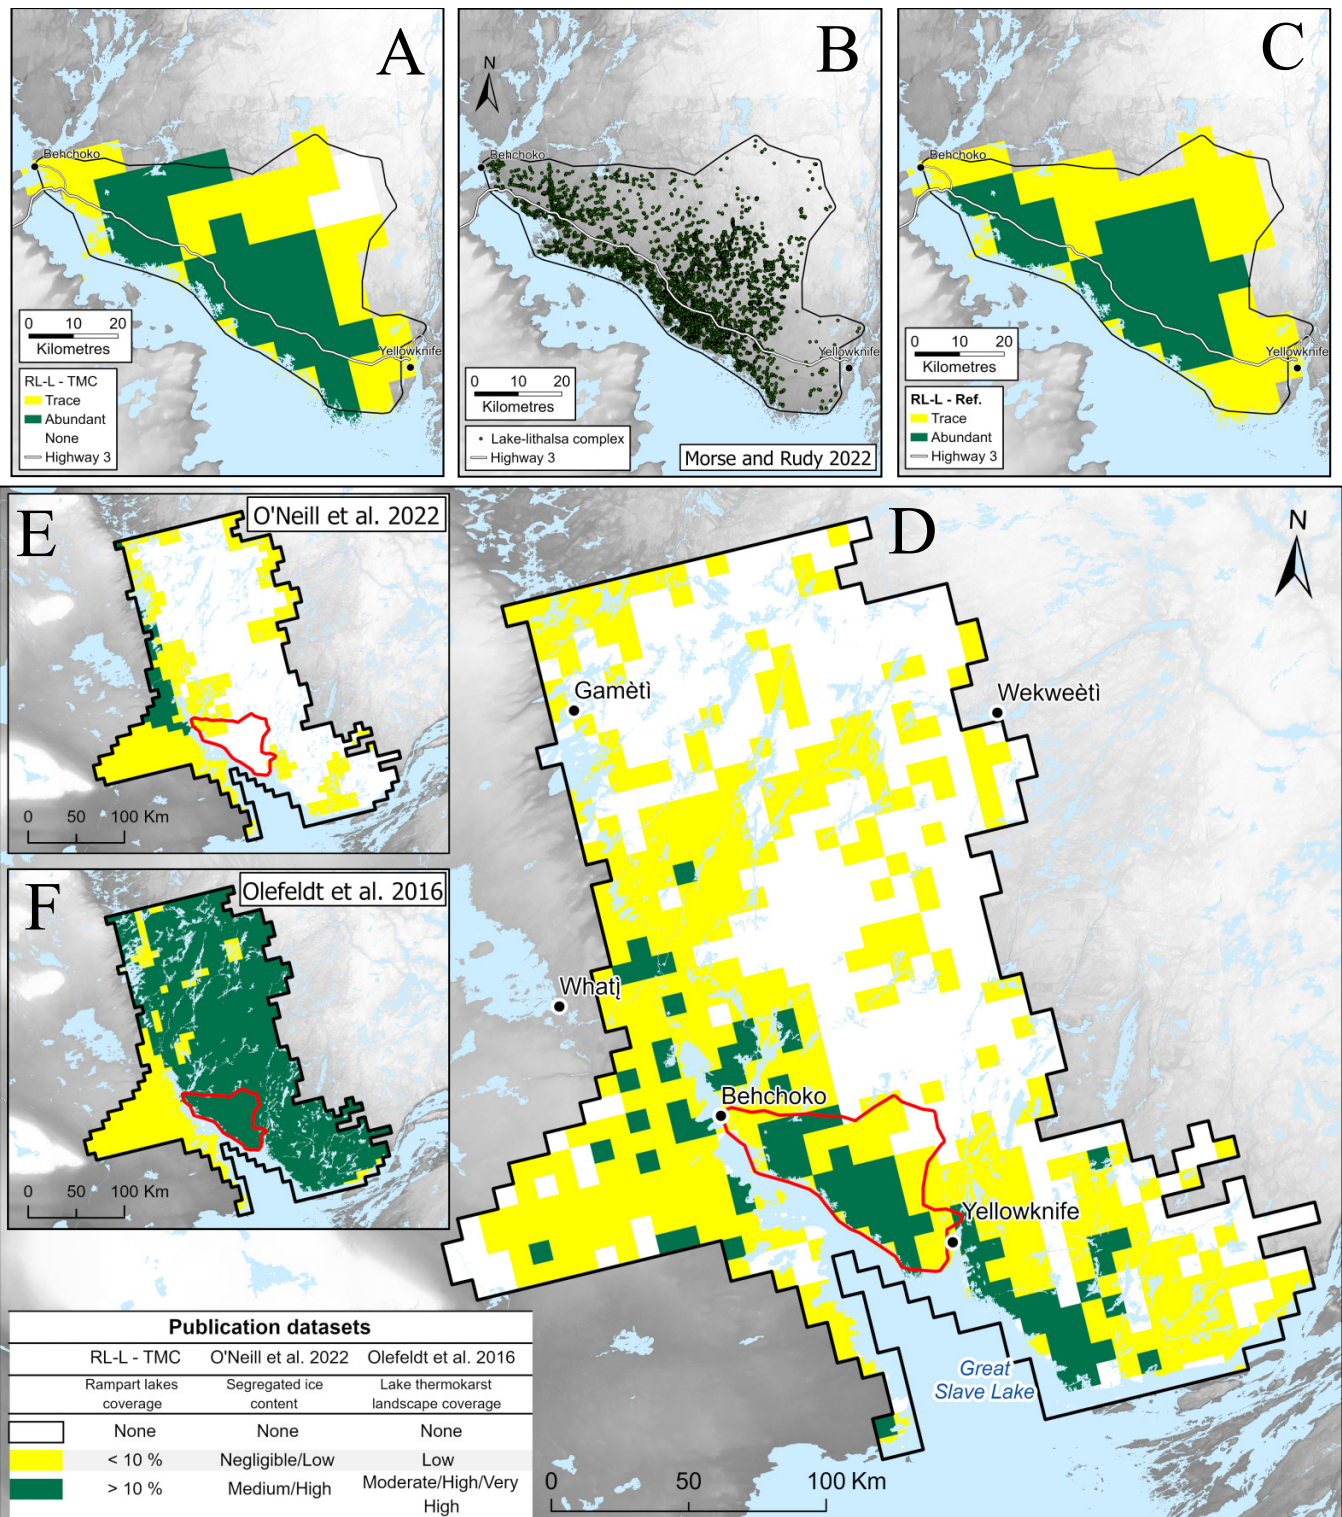 A
Behchoko
Yellowknife
0 10 20
Kilometres
RL-L - TMC
Trace
Abundant
None
Highway 3
B
N
Behchoko
Yellowknife
0 10 20
Kilometres
Lake-lithalsa complex
Highway 3
Morse and Rudy 2022
C
Behchoko
Yellowknife
0 10 20
Kilometres
RL-L - Ref.
Trace
Abundant
Highway 3
E
O'Neill et al. 2022
0 50 100 Km
F
Olefeldt et al. 2016
0 50 100 Km
D
N
Gamètì
Wekweètì
Whatį̀
Behchoko
Yellowknife
Great
Slave Lake
0 50 100 Km
Publication datasets
RL-L - TMC O'Neill et al. 2022 Olefeldt et al. 2016
Rampart lakes coverage Segregated ice content Lake thermokarst landscape coverage
None None None
< 10 % Negligible/Low Low
> 10 % Medium/High Moderate/High/Very High